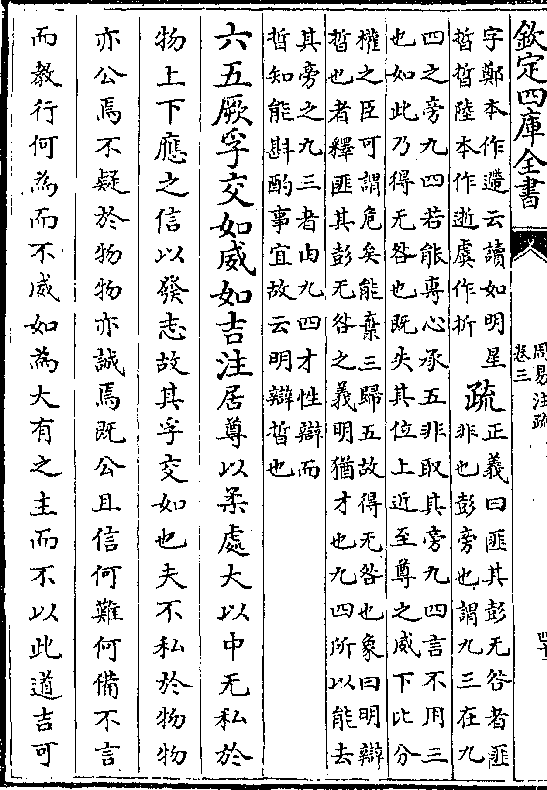 欽定四庫全書
周易注疏
卷三
字鄭本作遰云讀如明星
晢晢陸本作逝虞作折
疏
正義曰匪其彭无咎者匪
非也彭旁也謂九三在九
四之旁九四若能專心承五非取其旁九四言不用三
也如此乃得无咎也既失其位上近至尊之威下比分
權之臣可謂危矣能棄三歸五故得无咎也象曰明辯
晢也者釋匪其彭无咎之義明猶才也九四所以能去
其旁之九三者由九四才性辯而
晢知能斟酌事宜故云明辯晢也
六五厥孚交如威如吉注居尊以柔處大以中无私於
物上下應之信以發志故其孚交如也夫不私於物物
亦公焉不疑於物物亦誠焉既公且信何難何備不言
而教行何為而不威如為大有之主而不以此道吉可